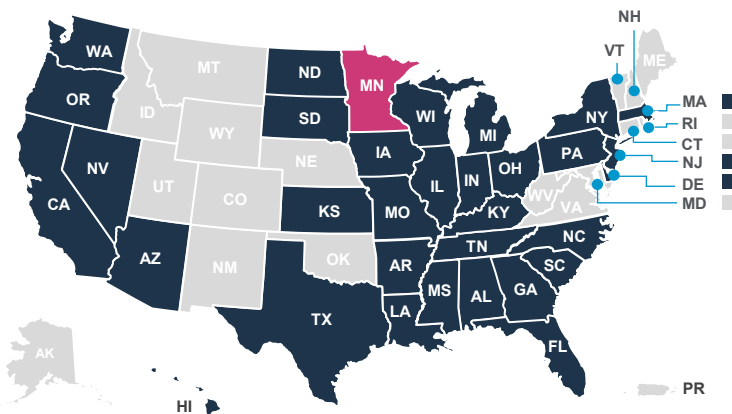 NH
VT
WA
MT
ND
MN
ME
OR
ID
SD
WI
NY
MA
RI
WY
MI
CT
IA
PA
NJ
NE
OH
NV
IL
IN
DE
UT
CO
WV
VA
MD
CA
KS
MO
KY
NC
TN
AZ
NM
OK
AR
SC
MS
AL
GA
TX
LA
FL
AK
PR
HI